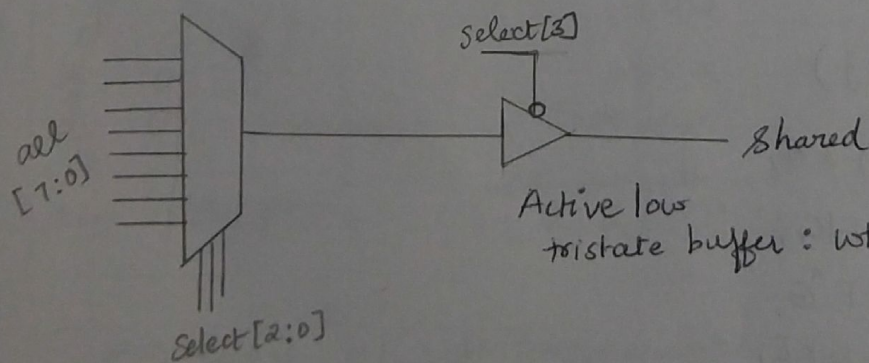 select[3]
all
[7:0]
Shared
Active low
tristate buffer :
Select[2:0]